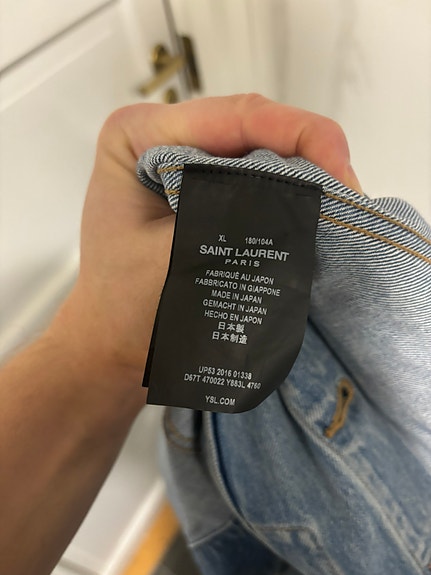 XL 180/104A
SAINT LAURENT
PARIS
FABRIQUÉ AU JAPON
FABBRICATO IN GIAPPONE
MADE IN JAPAN
GEMACHT IN JAPAN
HECHO EN JAPON
日本製
日本制造
UP53 2016 01338
D67T 470022 Y883L 4760
YSL.COM